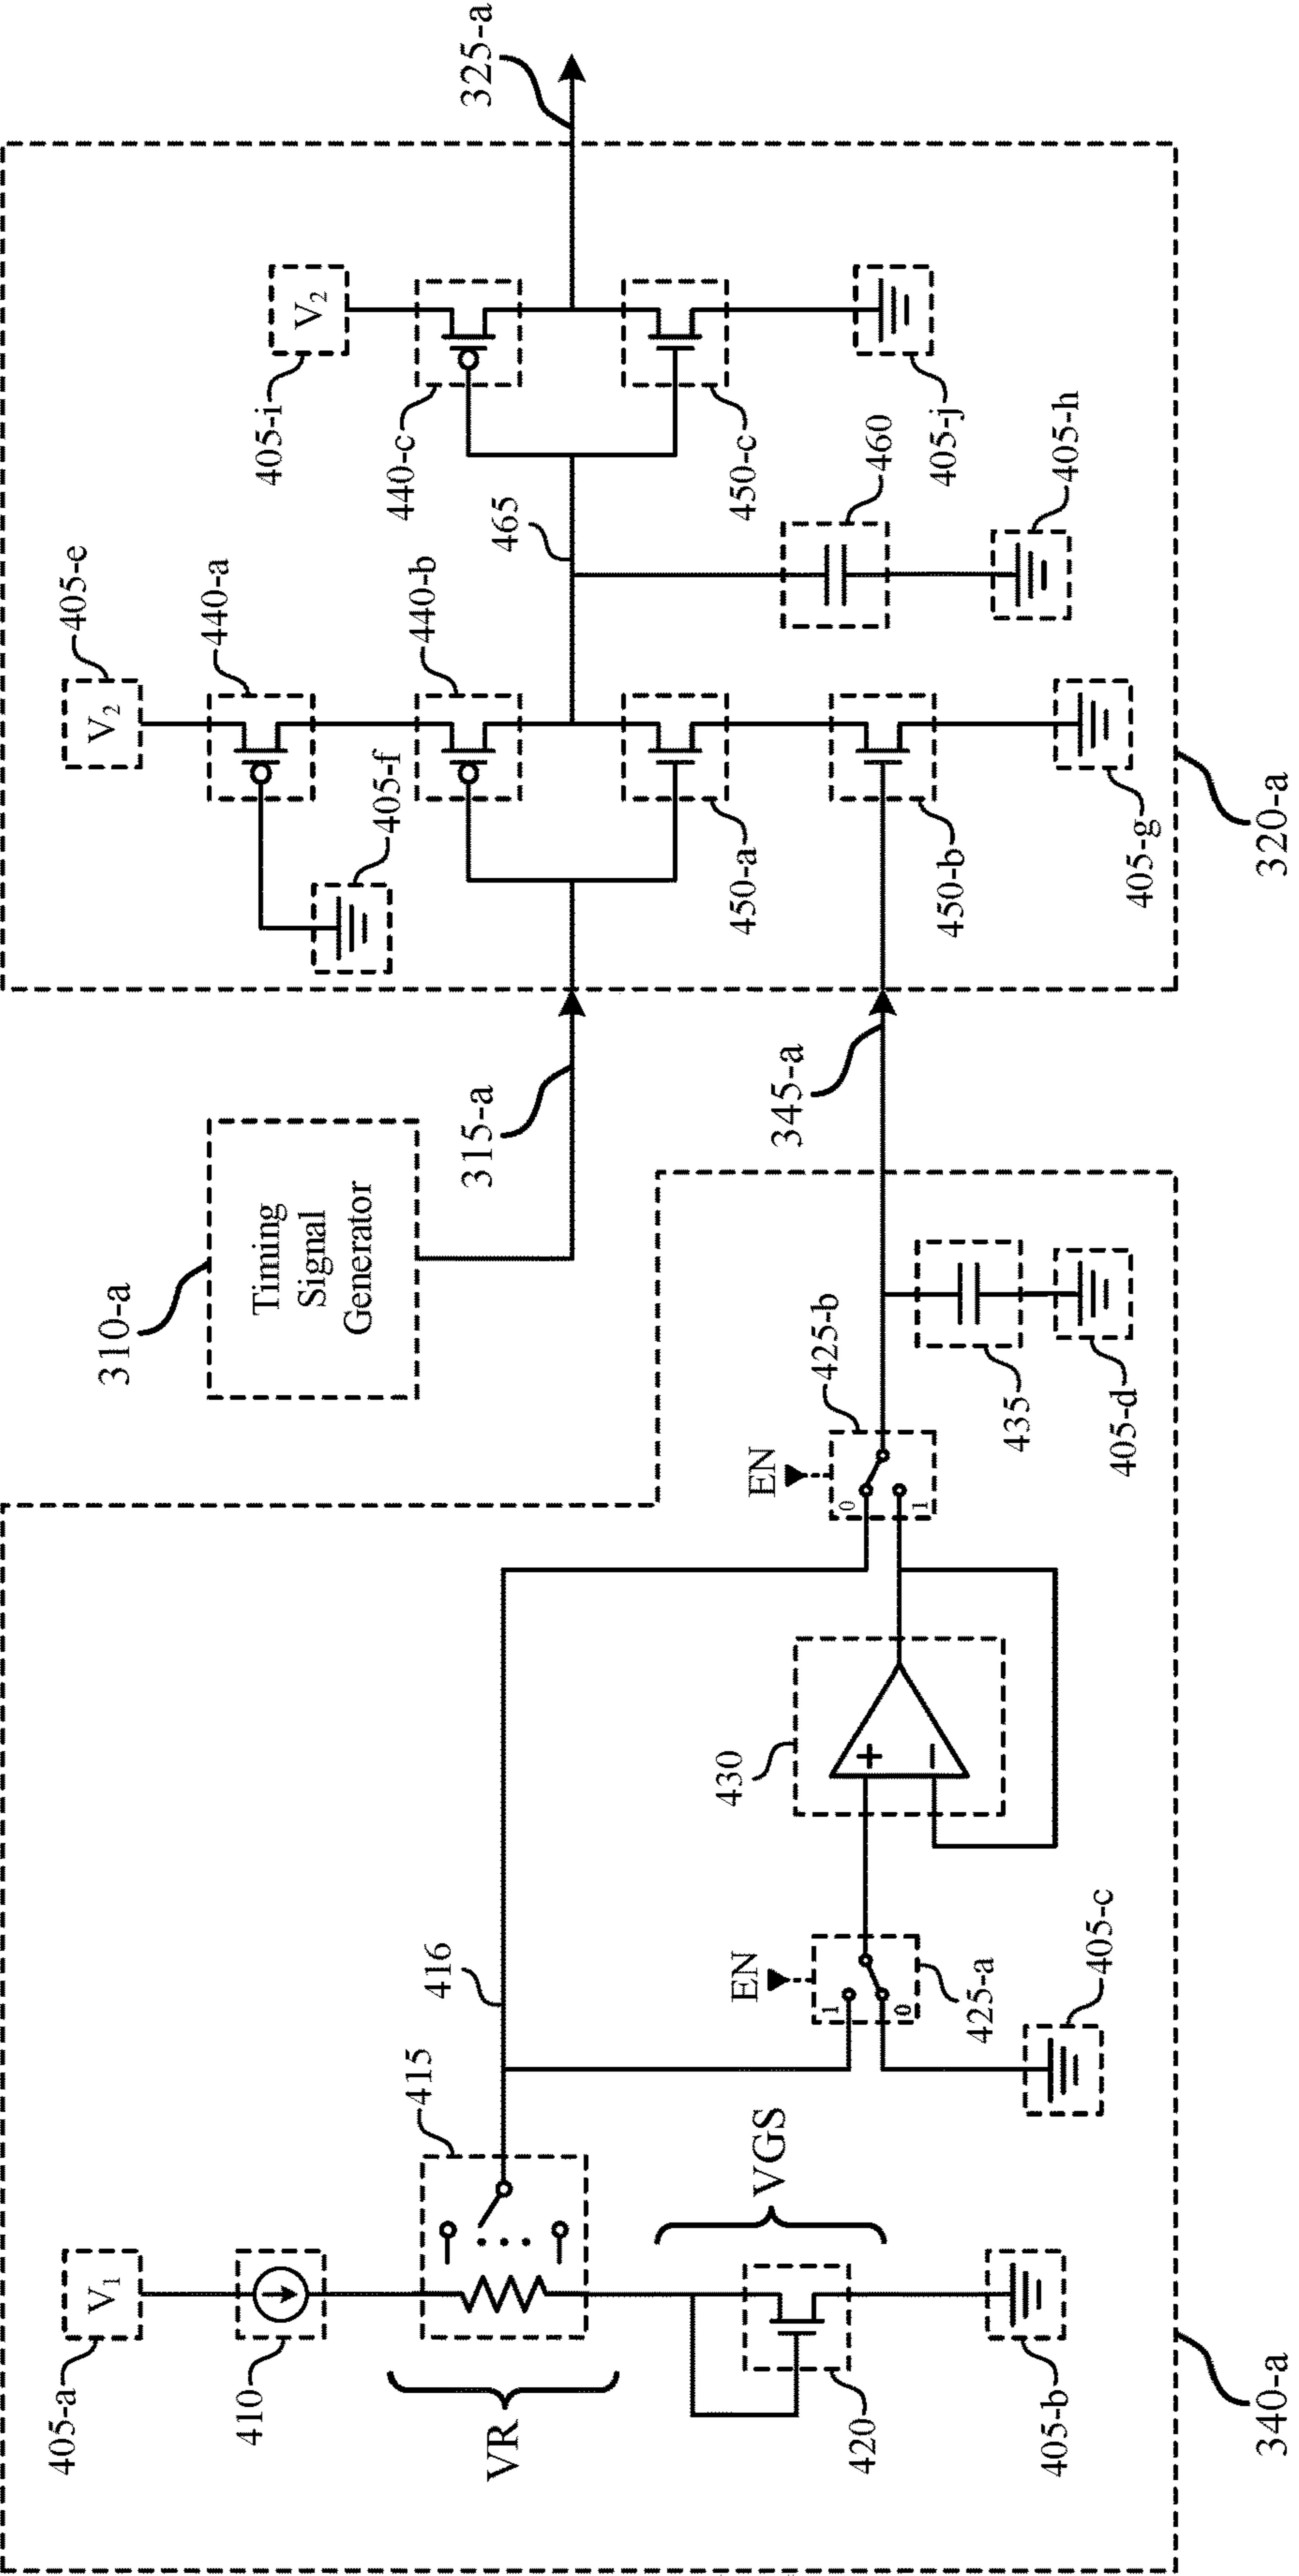 405-a
V₁
410
VR
415
416
VGS
420
405-b
340-a
EN
1
0
425-a
405-c
430
+
−
EN
0
1
425-b
435
405-d
310-a
Timing
Signal
Generator
315-a
345-a
405-e
V₂
440-a
405-f
440-b
450-a
450-b
405-g
465
460
405-h
405-i
V₂
440-c
450-c
405-j
325-a
320-a